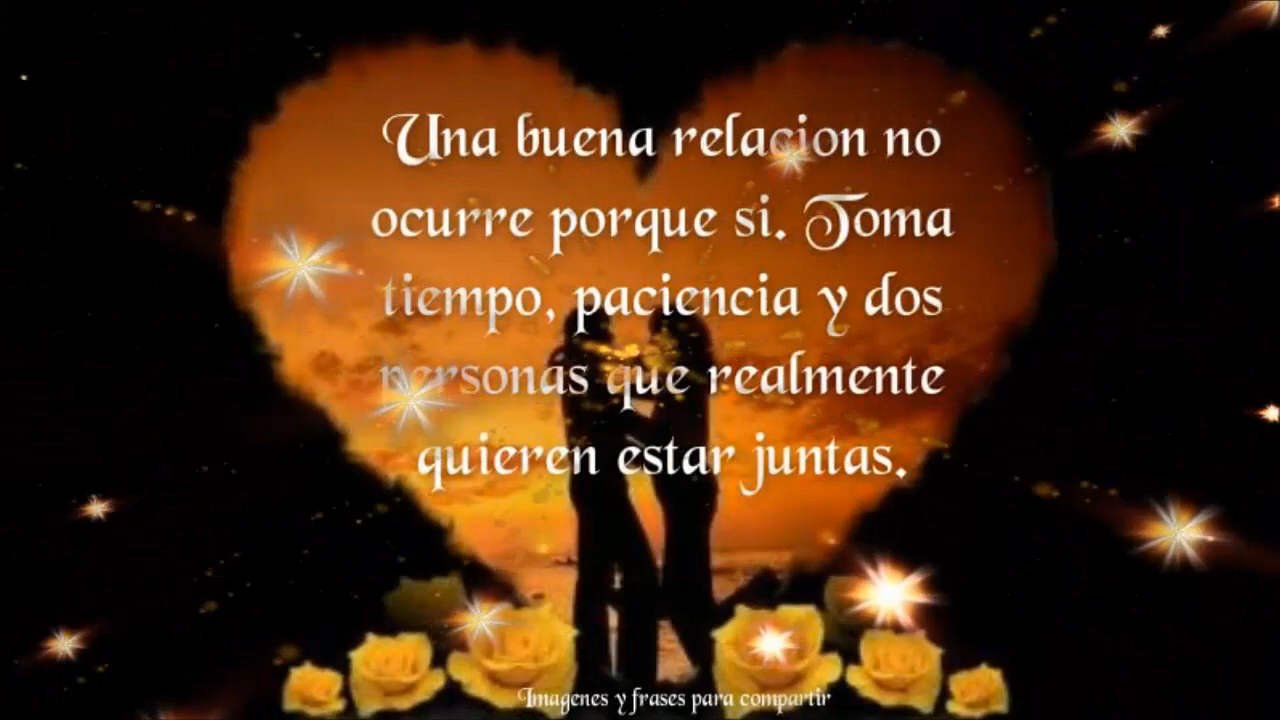 Una buena relacion no
ocurre porque si. Toma
tiempo, paciencia y dos
personas que realmente
quieren estar juntas.
Imagenes y frases para compartir